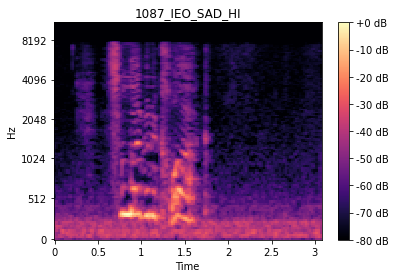 1087_IEO_SAD_HI
Hz
8192
4096
2048
1024
512
0
0 0.5 1 1.5 2 2.5 3
Time
+0 dB
-10 dB
-20 dB
-30 dB
-40 dB
-50 dB
-60 dB
-70 dB
-80 dB